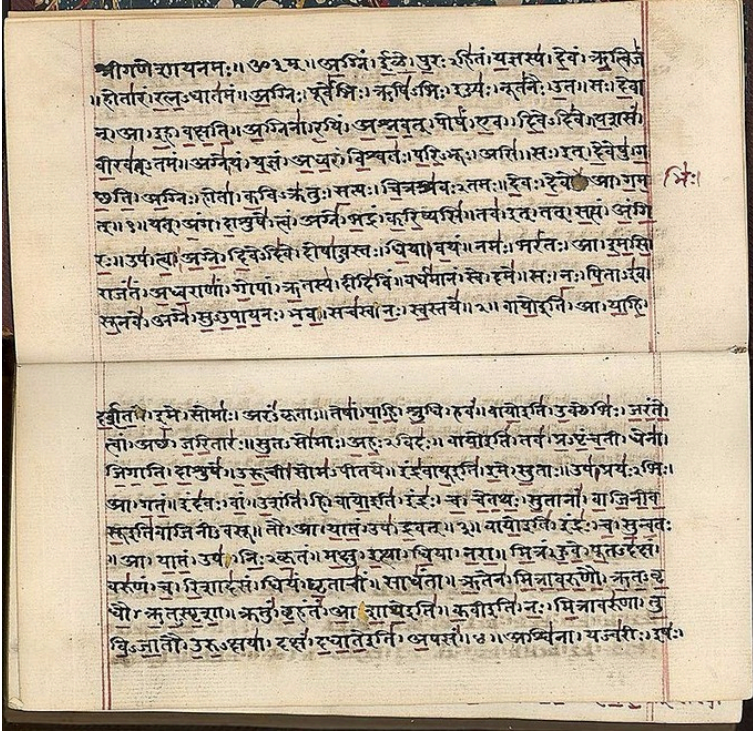 श्रीगणेशायनमः॥ ॐ३म्॥ अग्निं। ईळे। पुरःऽहितं। यज्ञस्य। देवं। ऋत्विजं
॥होतारं। रत्नऽधातमं॥ अग्निः। पूर्वेभिः। ऋषिऽभिः। ईड्यः। नूतनैः। उत॥ सः। देवा
न्। आ। इह। वक्षति॥ अग्निना। रयिं। अश्नवत्। पोषं। एव। दिवेऽदिवे॥ यशसं
वीरवत्ऽतमं॥ अग्ने। यं। यज्ञं। अध्वरं। विश्वतः। परिऽभूः। असि॥ सः। इत्। देवेषु। ग
च्छति॥ अग्निः। होता। कविऽक्रतुः। सत्यः। चित्रश्रवःऽतमः॥ देवः। देवे। आ। गम
भिः।
त्॥१॥ यत्। अंग। दाशुषे। त्वं। अग्ने। भद्रं। करिष्यसि॥ तव। इत्। तत्। सत्यं। अंगि
रः॥ उप। त्वा। अग्ने। दिवेऽदिवे। दोषाऽवस्तः। धिया। वयं॥ नमः। भरंतः। आ। इमसि
राजंतं। अध्वराणां। गोपां। ऋतस्य। दीदिविं॥ वर्धमानं। स्वे। दमे॥ सः। नः। पिताऽइव
सूनवे। अग्ने। सुऽउपायनः। भव॥ सचस्व। नः। स्वस्तये॥२॥ वायोइति। आ। याहि।
दर्शत। इमे। सोमाः। अरंऽकृताः॥ तेषां। पाहि। श्रुधि। हवं॥ वायोइति। उक्थेभिः। जरंते
त्वां। अच्छ। जरितारः॥ सुतऽसोमाः। अहःऽविदः॥ वायोइति। तव। प्रऽपृंचती। धेना
जिगाति। दाशुषे॥ उरूची। सोमऽपीतये॥ इंद्रवायूइति। इमे। सुताः॥ उप। प्रयःऽभिः।
आ। गतं॥ इंदवः। वां। उशंति। हि॥ वायोइति। इंद्रः। च। चेतथः। सुतानां। वाजिनीव
सूइतिवाजिनीवसू॥ तौ। आ। यातं। उप। द्रवत्॥३॥ वायोइति। इंद्रः। च। सुन्वतः
॥आ। यातं। उप। निःऽकृतं॥ मक्षु। इत्था। धिया। नरा॥ मित्रं। हुवे। पूतऽदक्षं
वरुणं। च। रिशादसं॥ धियं। घृताचीं। साधंता॥ ऋतेन। मित्रावरुणौ। ऋतऽवृ
धौ। ऋतऽस्पृशा॥ क्रतुं। बृहंतं। आशाथेइति॥ कवीइति। नः। मित्रावरुणा। तु
विऽजातौ। उरुऽक्षया॥ दक्षं। दधातेइति। अपसं॥४॥ अश्विना। यज्वरीः। इषः।